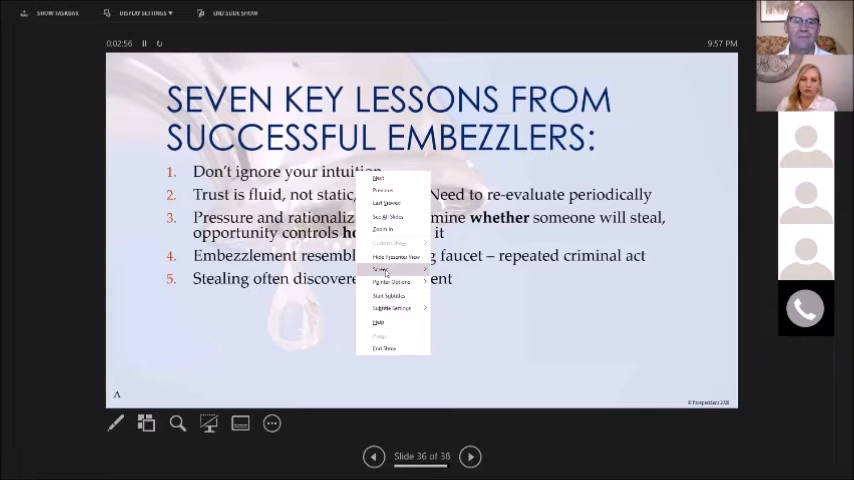 SHOW TASKBAR
DISPLAY SETTINGS ▼
END SLIDE SHOW
0:02:56
9:57 PM
SEVEN KEY LESSONS FROM
SUCCESSFUL EMBEZZLERS:
1. Don't ignore your intuition
2. Trust is fluid, not static, Need to re-evaluate periodically
3. Pressure and rationaliz mine whether someone will steal,
opportunity controls ho it
4. Embezzlement resembl g faucet – repeated criminal act
5. Stealing often discovere ent
Next
Previous
Last Viewed
See All Slides
Zoom In
Custom Show
Hide Presenter View
Screen
Pointer Options
Start Subtitles
Subtitle Settings
Help
Pause
End Show
Slide 36 of 38